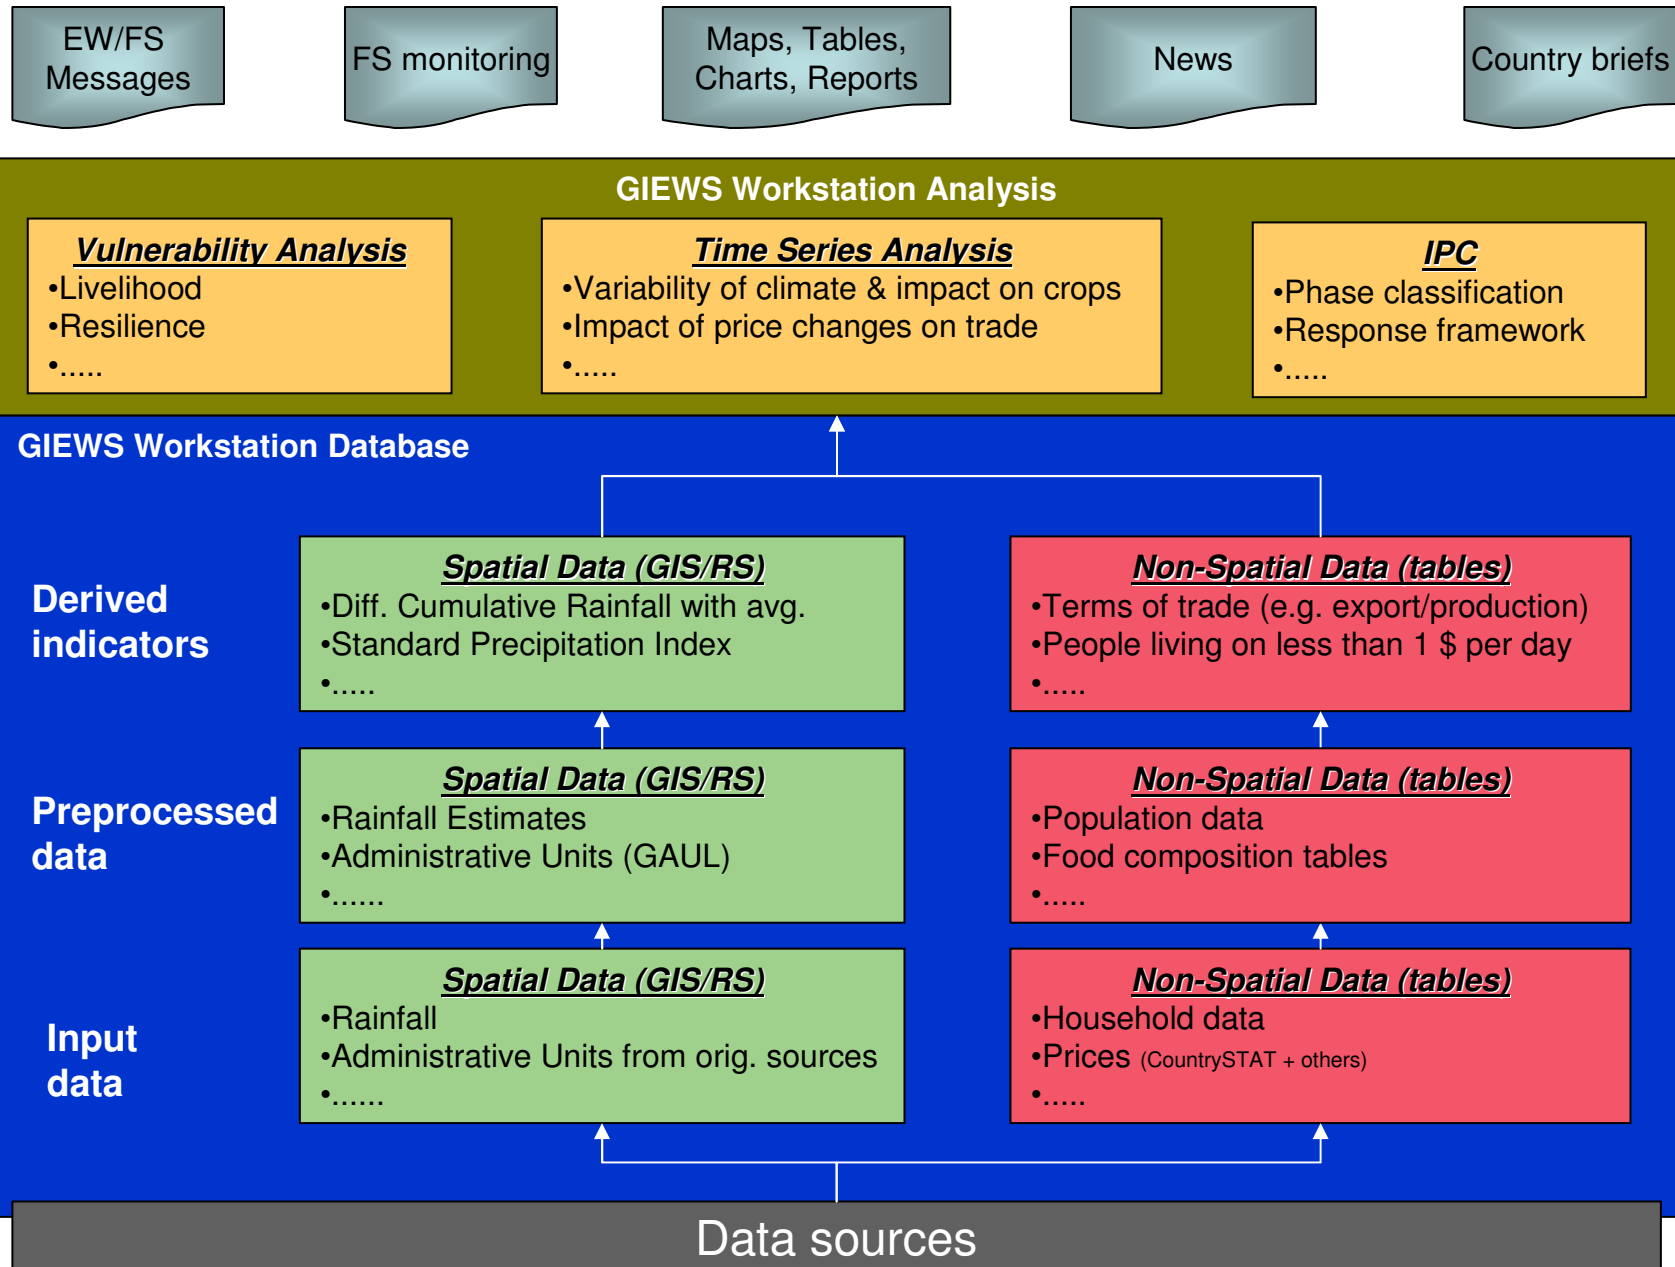 EW/FS
Messages
FS monitoring
Maps, Tables,
Charts, Reports
News
Country briefs
GIEWS Workstation Analysis
Vulnerability Analysis
•Livelihood
•Resilience
•.....
Time Series Analysis
•Variability of climate & impact on crops
•Impact of price changes on trade
•.....
IPC
•Phase classification
•Response framework
•.....
GIEWS Workstation Database
Derived
indicators
Spatial Data (GIS/RS)
•Diff. Cumulative Rainfall with avg.
•Standard Precipitation Index
•.....
Non-Spatial Data (tables)
•Terms of trade (e.g. export/production)
•People living on less than 1 $ per day
•.....
Preprocessed
data
Spatial Data (GIS/RS)
•Rainfall Estimates
•Administrative Units (GAUL)
•......
Non-Spatial Data (tables)
•Population data
•Food composition tables
•.....
Input
data
Spatial Data (GIS/RS)
•Rainfall
•Administrative Units from orig. sources
•......
Non-Spatial Data (tables)
•Household data
•Prices (CountrySTAT + others)
•.....
Data sources